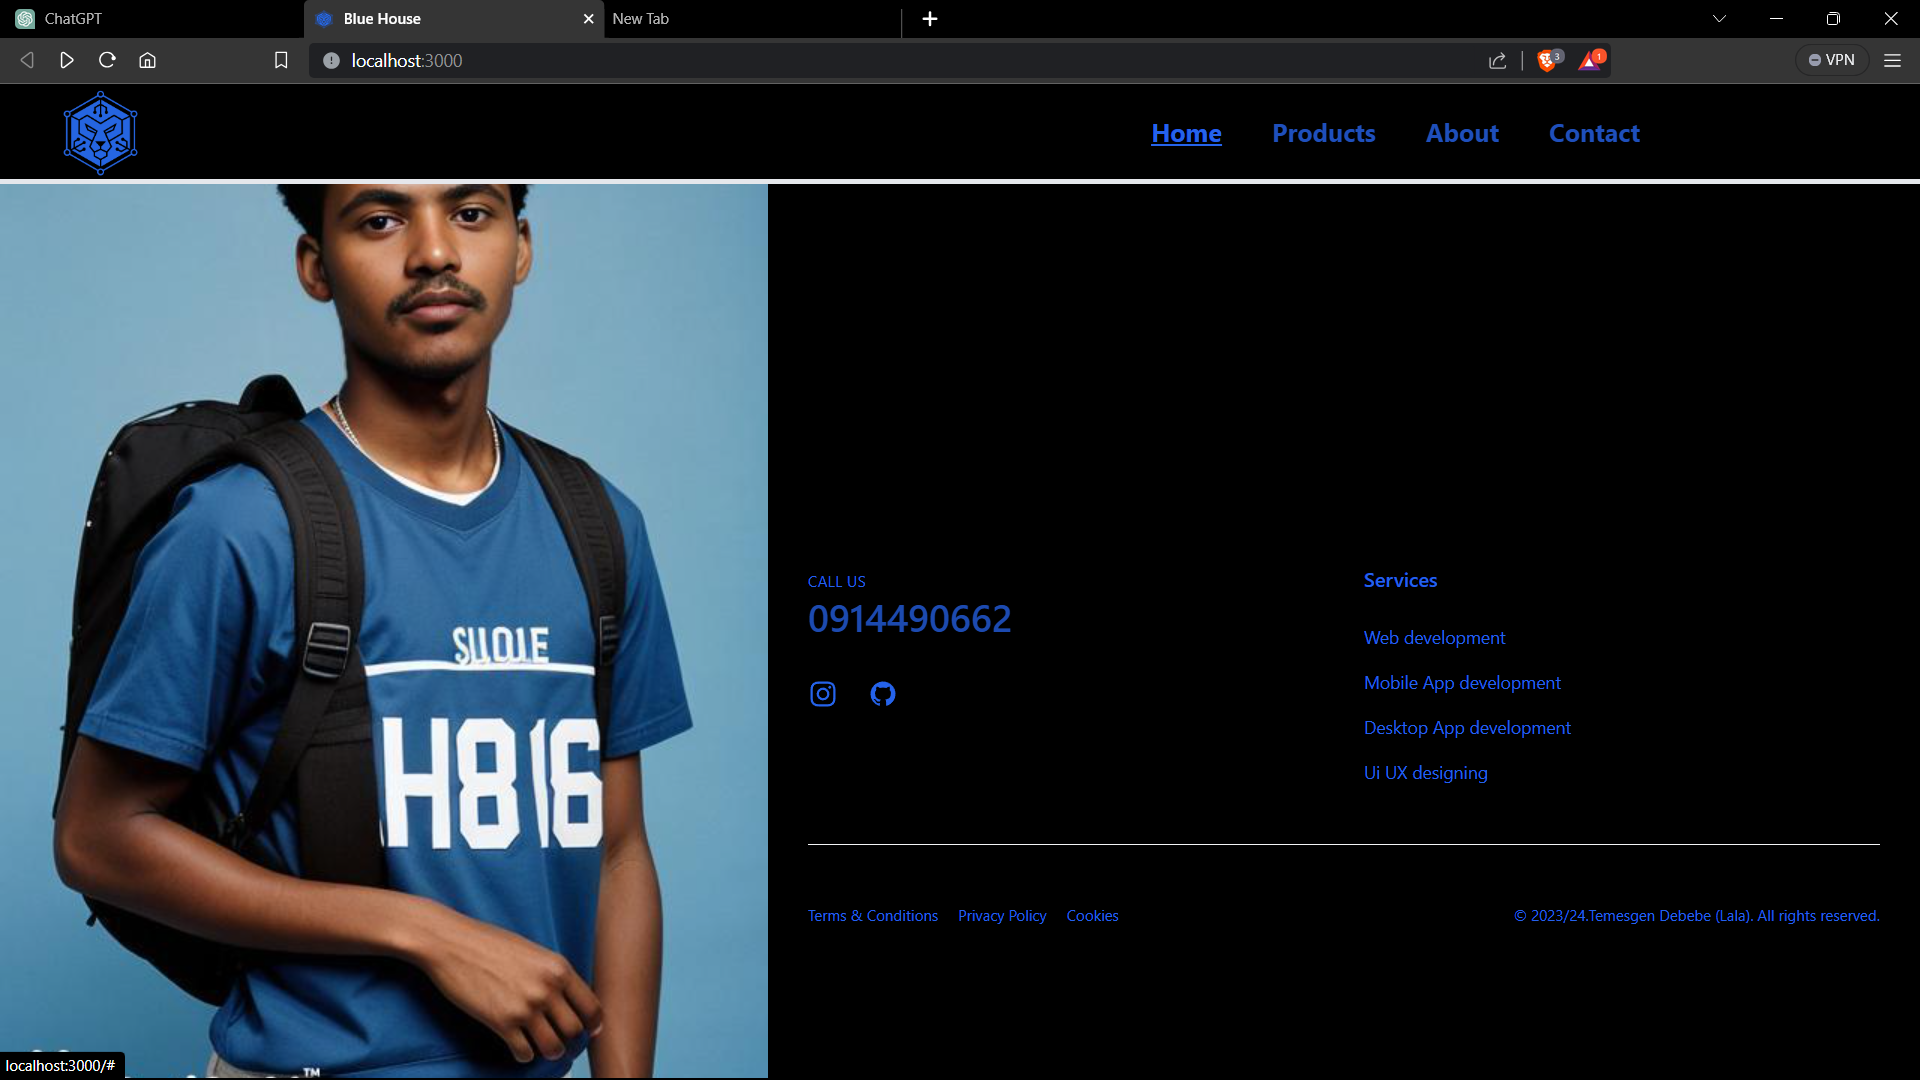 ChatGPT
Blue House
New Tab
localhost:3000
3
1
VPN
Home Products About Contact
SUOIE
H816
CALL US
0914490662
Services
Web development
Mobile App development
Desktop App development
Ui UX designing
Terms & Conditions Privacy Policy Cookies
© 2023/24.Temesgen Debebe (Lala). All rights reserved.
localhost:3000/#
TM